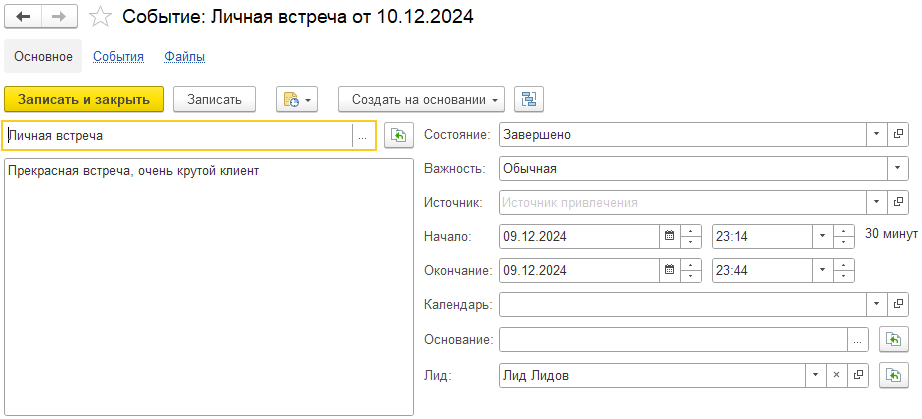 Событие: Личная встреча от 10.12.2024
Основное События Файлы
Записать и закрыть Записать Создать на основании
Личная встреча ...
Прекрасная встреча, очень крутой клиент
Состояние: Завершено
Важность: Обычная
Источник: Источник привлечения
Начало: 09.12.2024 23:14 30 минут
Окончание: 09.12.2024 23:44
Календарь:
Основание: ...
Лид: Лид Лидов